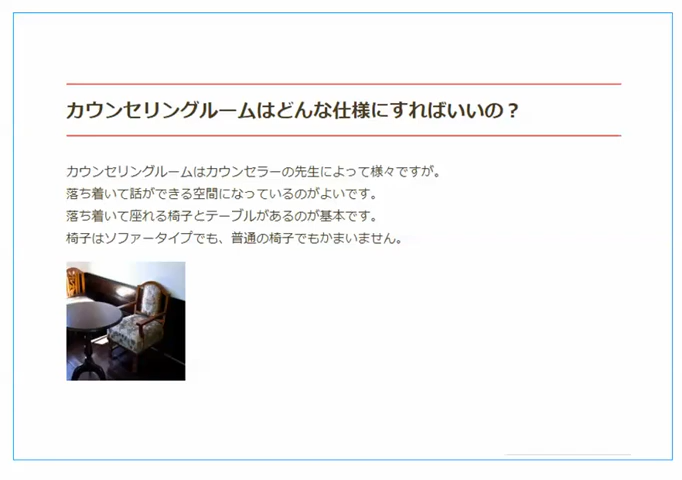 カウンセリングルームはどんな仕様にすればいいの？
カウンセリングルームはカウンセラーの先生によって様々ですが。
落ち着いて話ができる空間になっているのがよいです。
落ち着いて座れる椅子とテーブルがあるのが基本です。
椅子はソファータイプでも、普通の椅子でもかまいません。